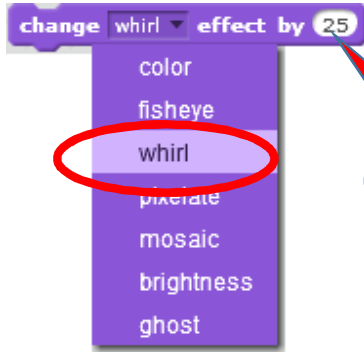 change whirl effect by 25
color
fisheye
whirl
pixelate
mosaic
brightness
ghost